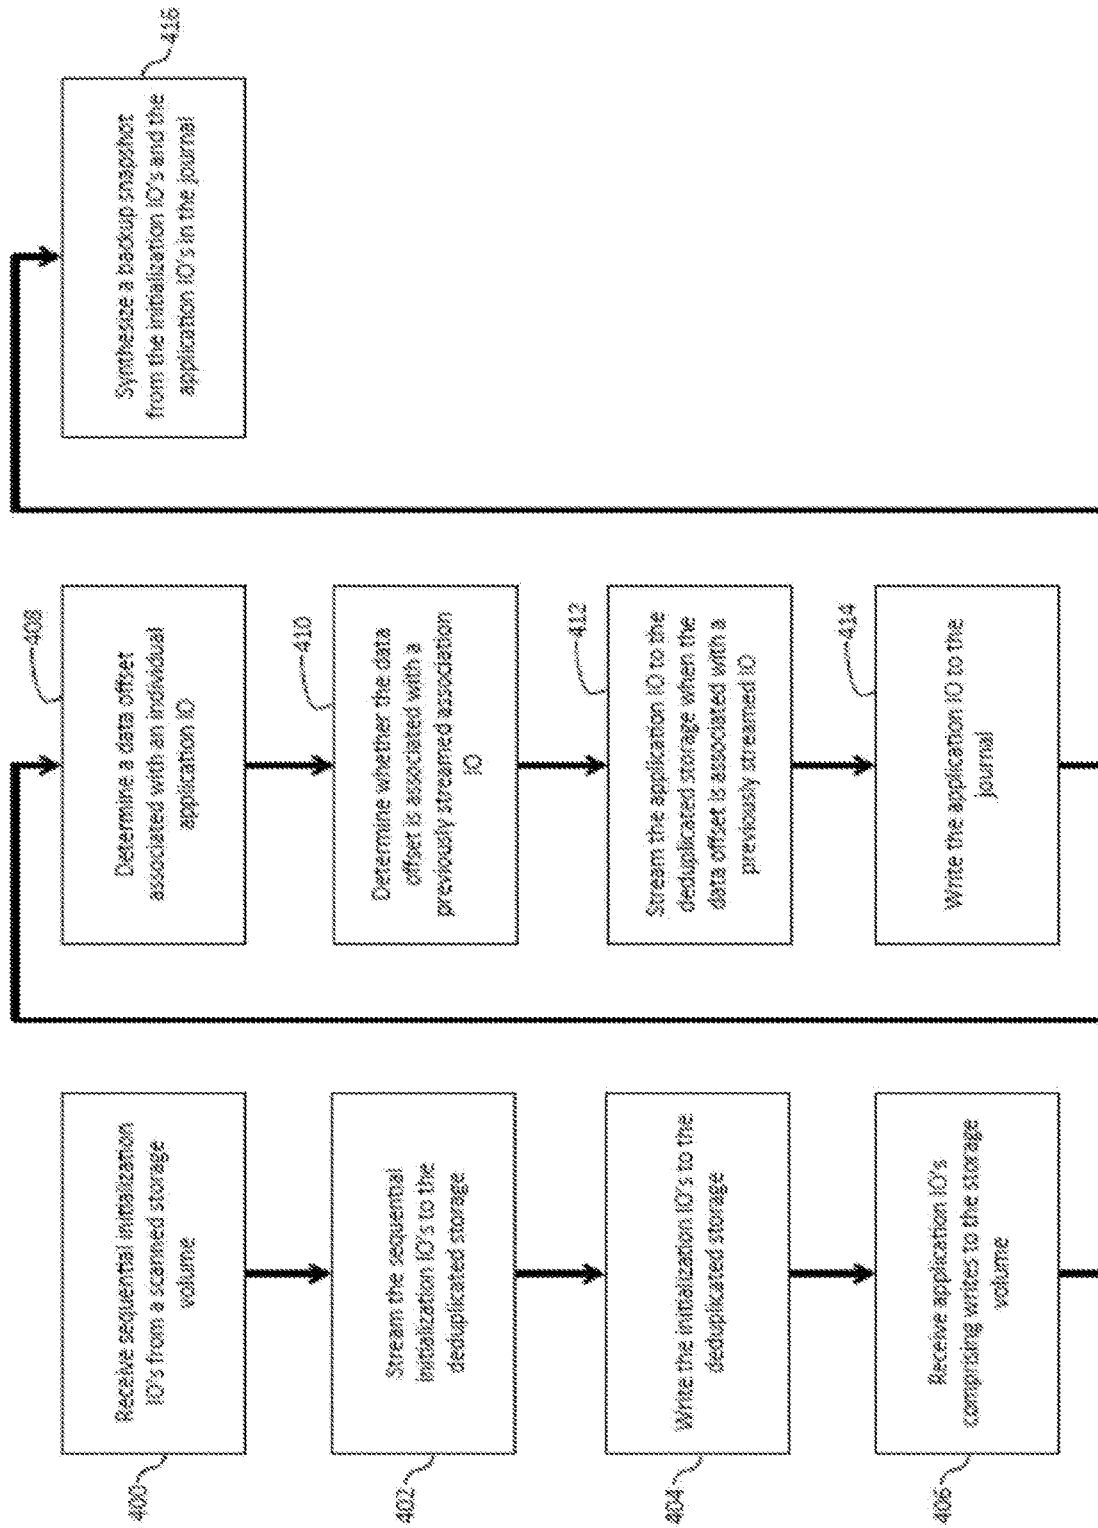 400
Receive sequential initialization
IO's from a scanned storage
volume
402
Stream the sequential
initialization IO's to the
deduplicated storage
404
Write the initialization IO's to the
deduplicated storage
406
Receive application IO's
comprising writes to the storage
volume
408
Determine a data offset
associated with an individual
application IO
410
Determine whether the data
offset is associated with a
previously streamed association
IO
412
Stream the application IO to the
deduplicated storage when the
data offset is associated with a
previously streamed IO
414
Write the application IO to the
journal
416
Synthesize a backup snapshot
from the initialization IO's and the
application IO's in the journal